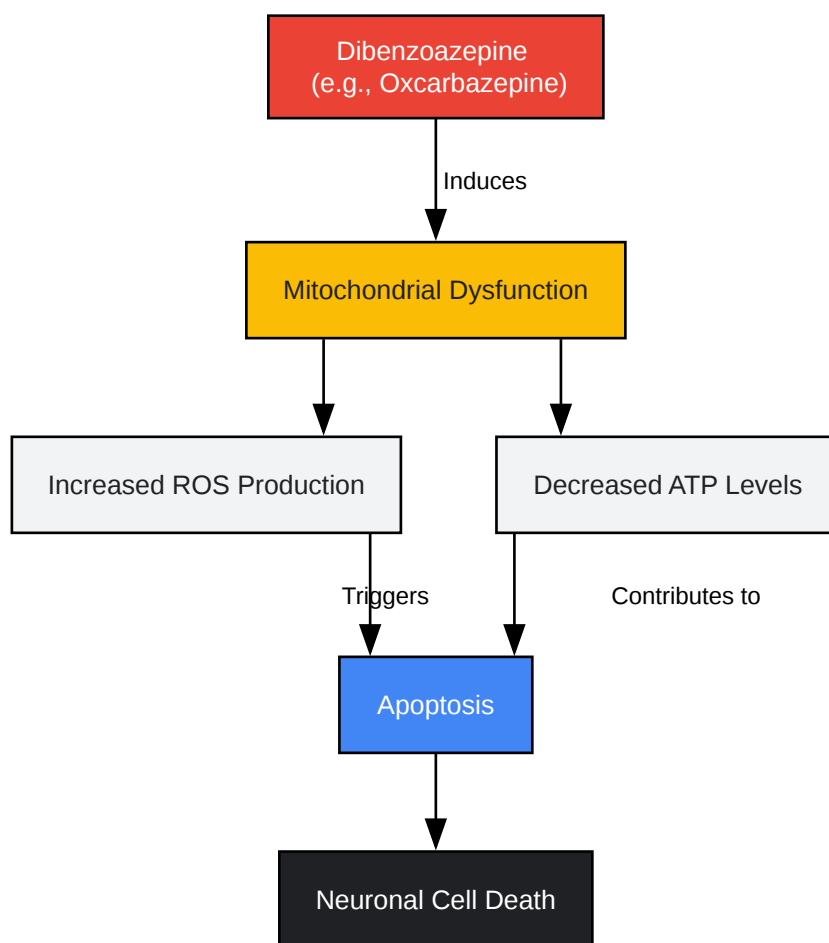 Dibenzoazepine
(e.g., Oxcarbazepine)
Induces
Mitochondrial Dysfunction
Increased ROS Production
Decreased ATP Levels
Triggers
Contributes to
Apoptosis
Neuronal Cell Death